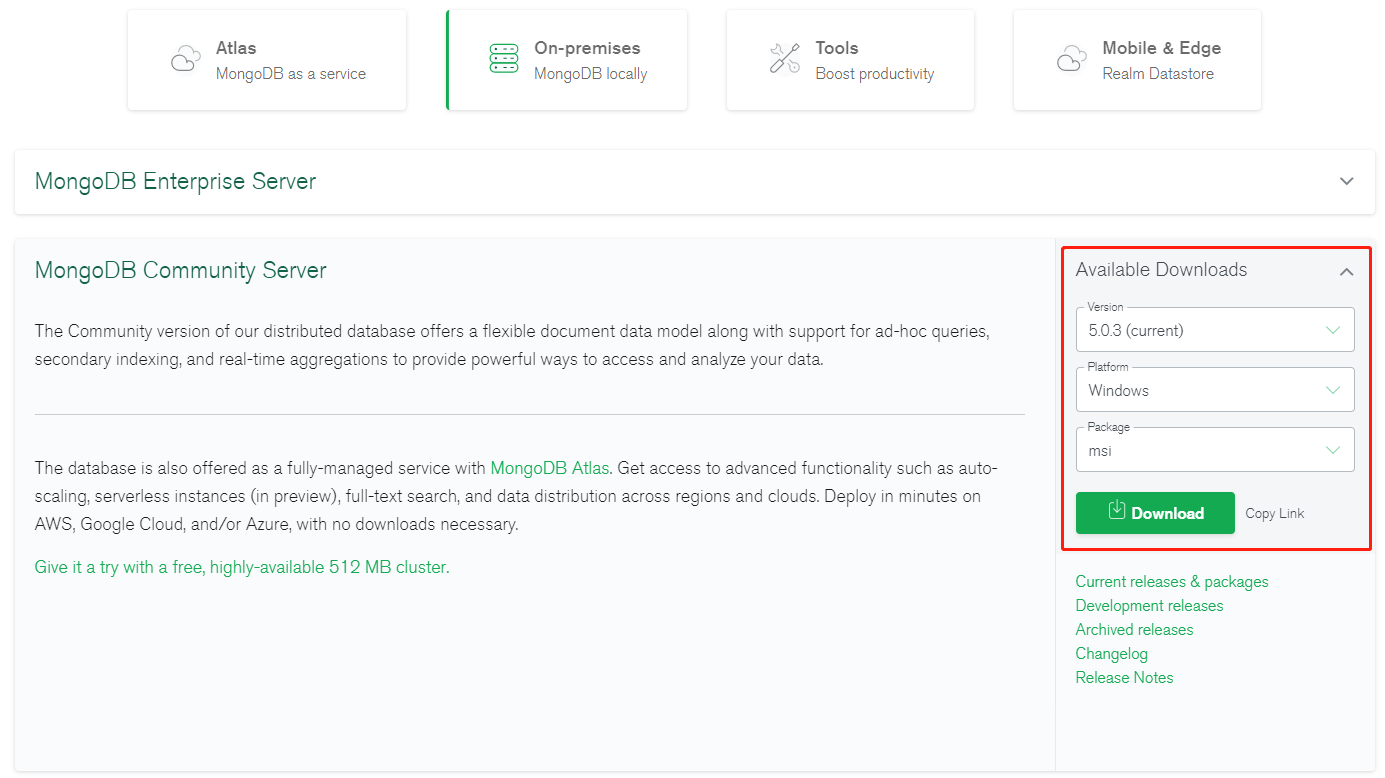 Atlas
MongoDB as a service
On-premises
MongoDB locally
Tools
Boost productivity
Mobile & Edge
Realm Datastore
MongoDB Enterprise Server
MongoDB Community Server
The Community version of our distributed database offers a flexible document data model along with support for ad-hoc queries,
secondary indexing, and real-time aggregations to provide powerful ways to access and analyze your data.
The database is also offered as a fully-managed service with MongoDB Atlas. Get access to advanced functionality such as auto-
scaling, serverless instances (in preview), full-text search, and data distribution across regions and clouds. Deploy in minutes on
AWS, Google Cloud, and/or Azure, with no downloads necessary.
Give it a try with a free, highly-available 512 MB cluster.
Available Downloads
Version
5.0.3 (current)
Platform
Windows
Package
msi
Download
Copy Link
Current releases & packages
Development releases
Archived releases
Changelog
Release Notes